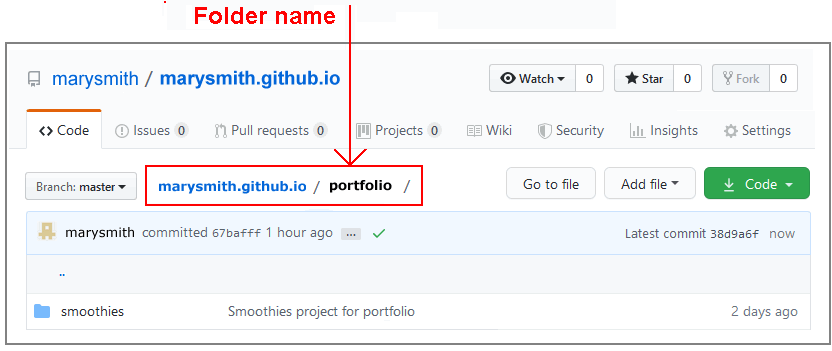 Folder name
marysmith / marysmith.github.io
Watch 0 Star 0 Fork 0
Code Issues 0 Pull requests 0 Projects 0 Wiki Security Insights Settings
Branch: master marysmith.github.io / portfolio / Go to file Add file Code
marysmith committed 67bafff 1 hour ago ... Latest commit 38d9a6f now
..
smoothies Smoothies project for portfolio 2 days ago